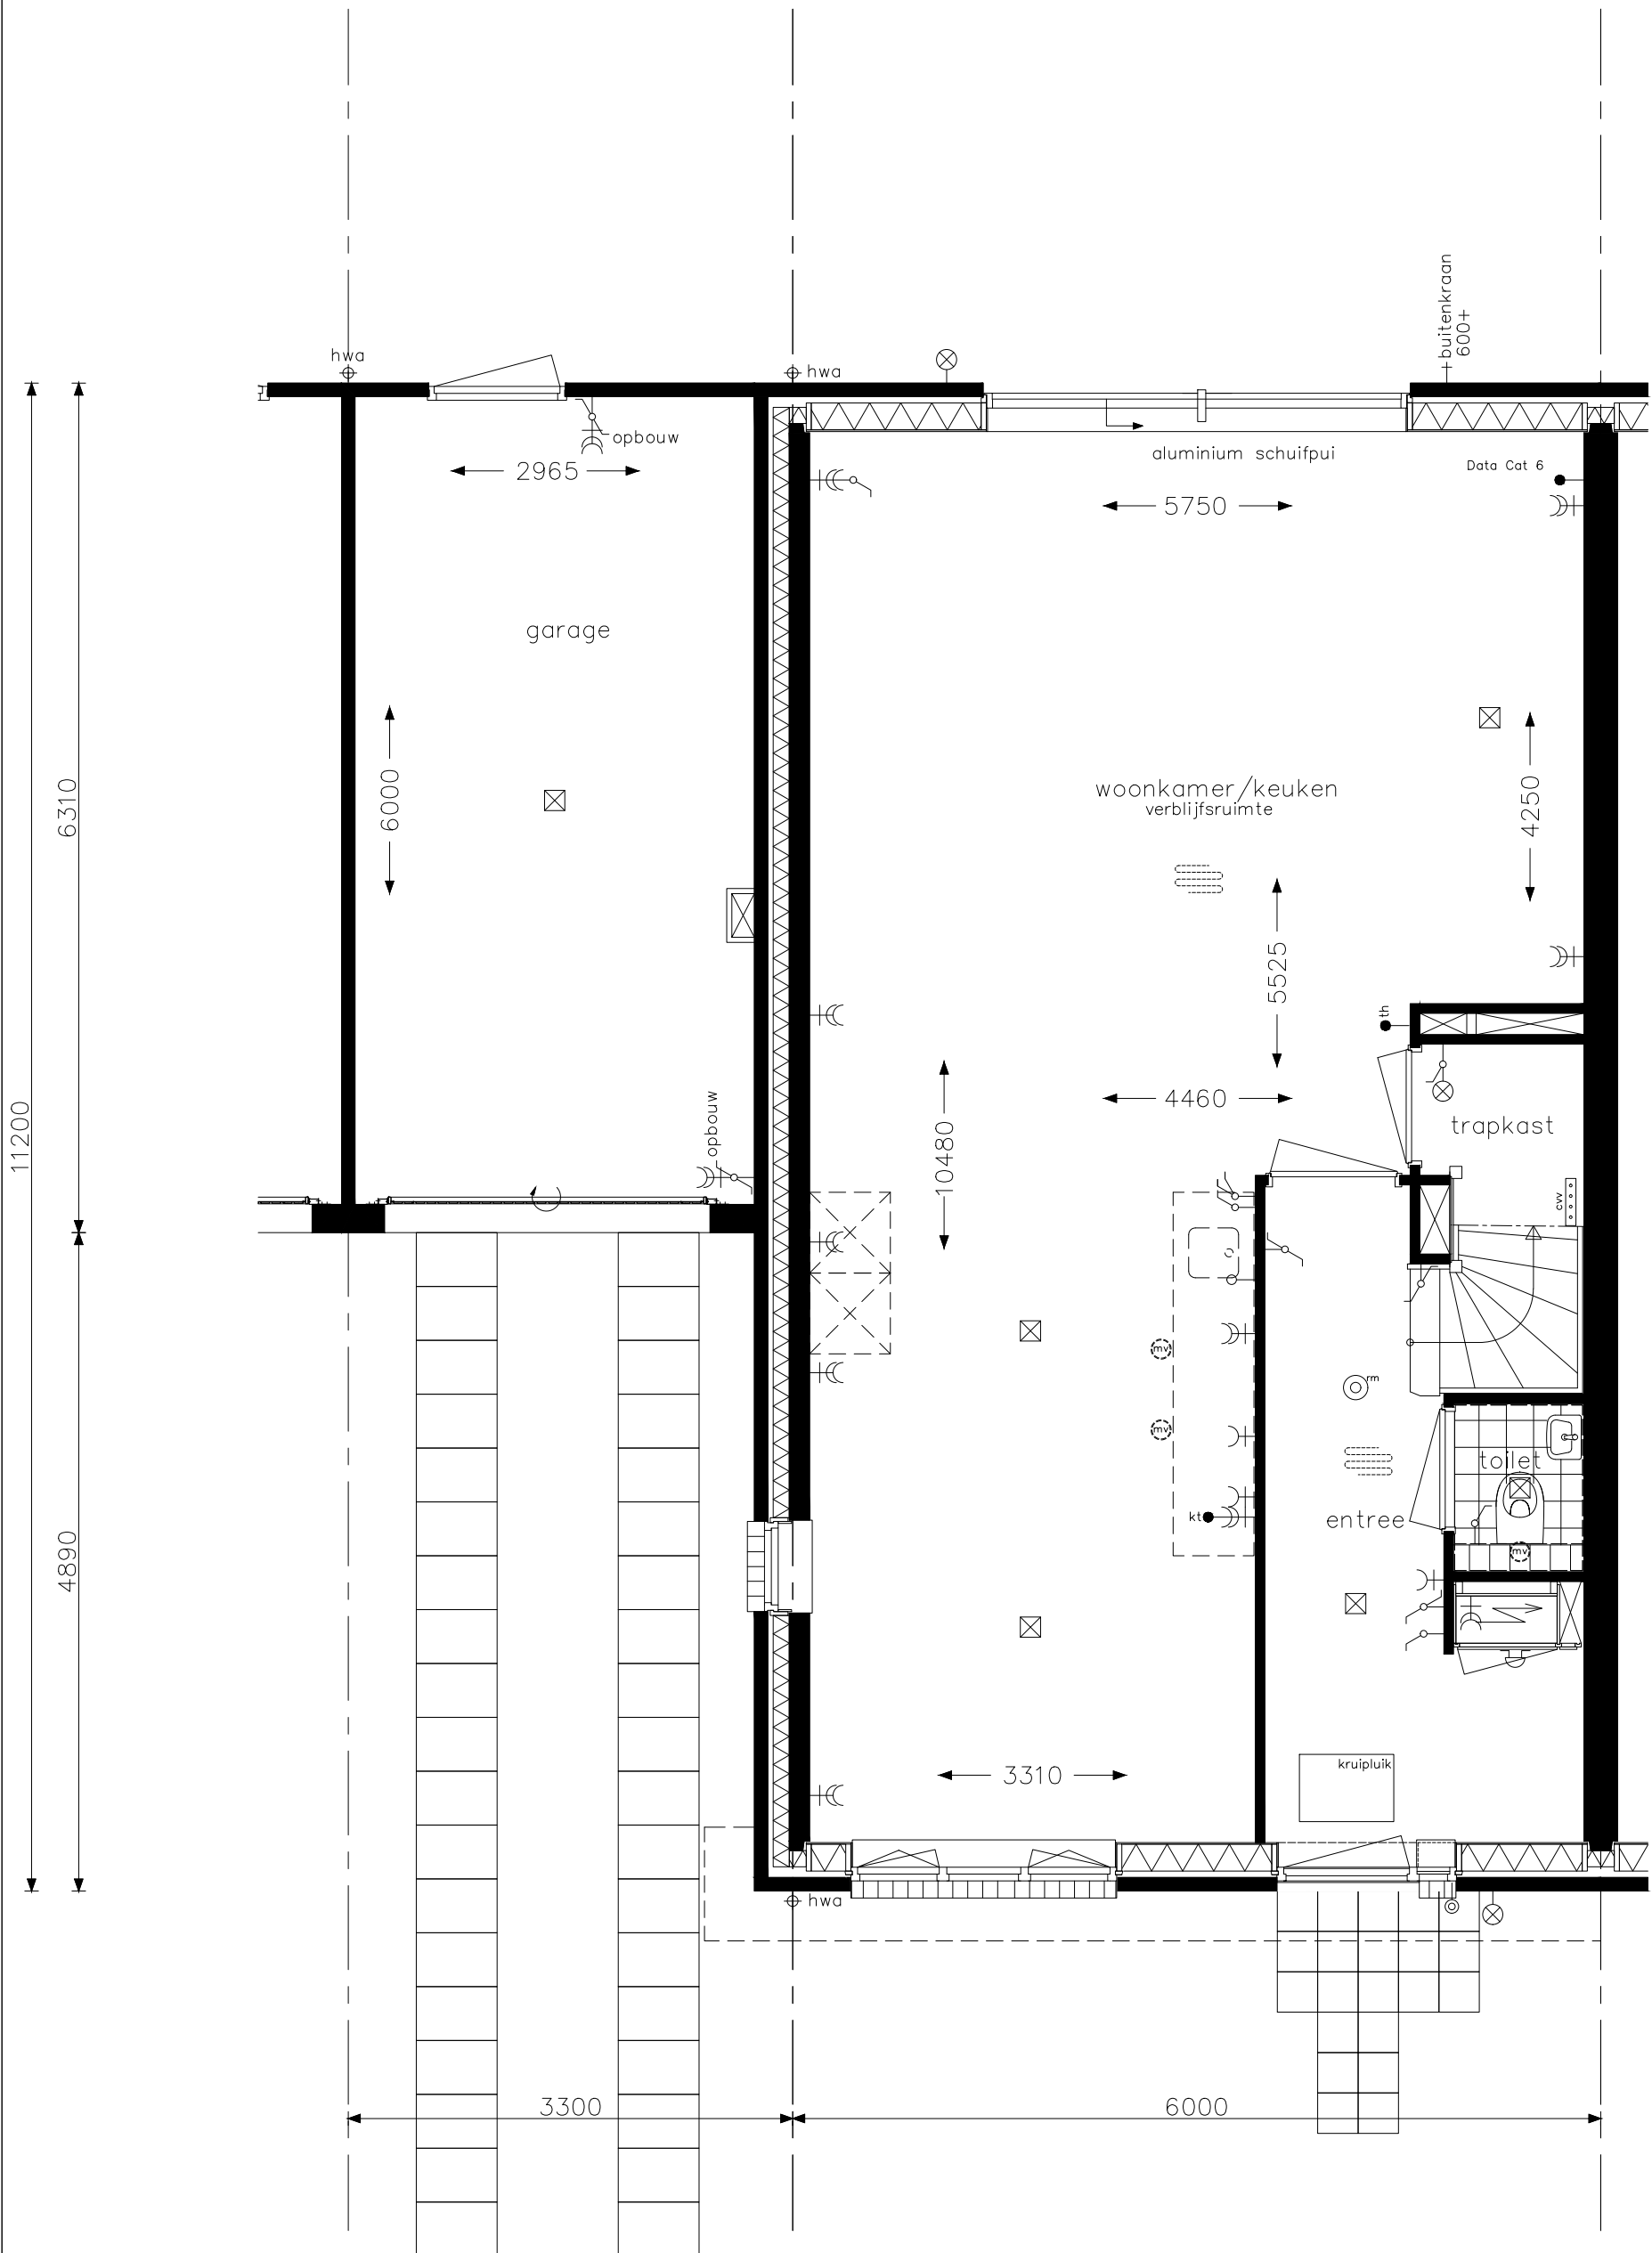 buitenkraan
600+
hwa
hwa
opbouw
aluminium schuifpui
Data Cat 6
2965
5750
garage
6000
woonkamer/keuken
verblijfsruimte
4250
6310
5525
th
4460
trapkast
opbouw
10480
11200
cvv
mv
rm
mv
toilet
kt
entree
mv
4890
kruipluik
3310
hwa
3300
6000